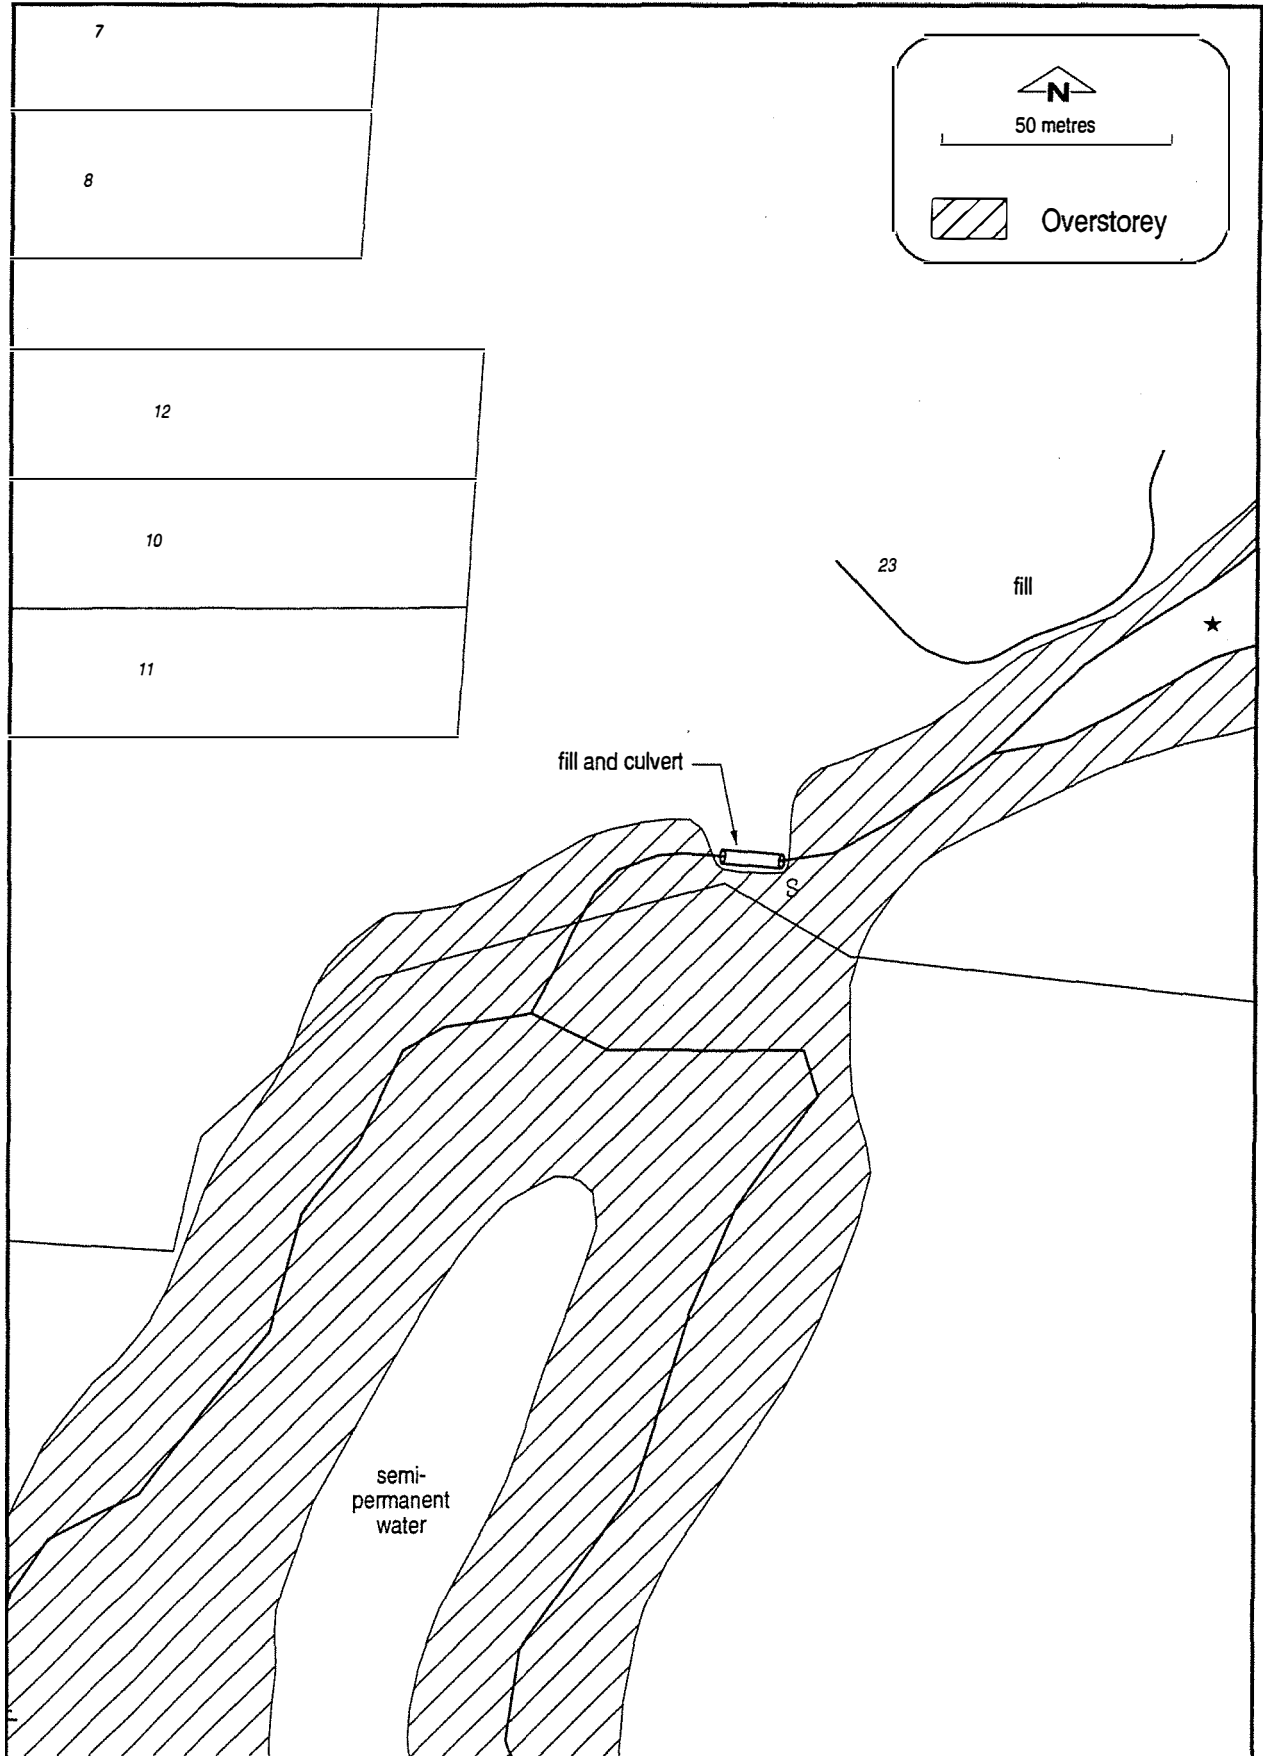 7
N
50 metres
8
Overstorey
12
10
23
fill
11
fill and culvert
S
semi-
permanent
water